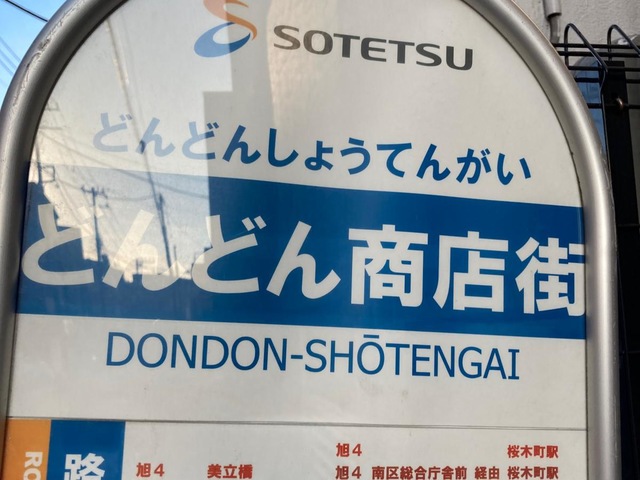 SOTETSU
どんどんしょうてんがい
どんどん商店街
DONDON-SHŌTENGAI
旭4 桜木町駅
路 旭4 美立橋 旭4 南区総合庁舎前 経由 桜木町駅
RO